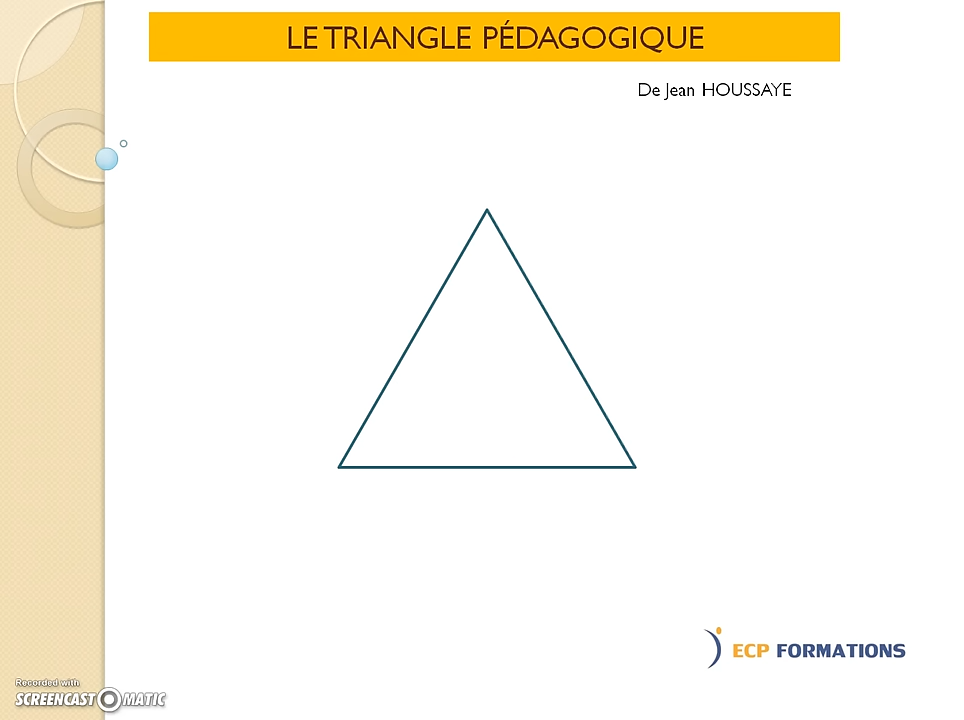 LE TRIANGLE PÉDAGOGIQUE
De Jean HOUSSAYE
ECP FORMATIONS
Recorded with
SCREENCAST MATIC